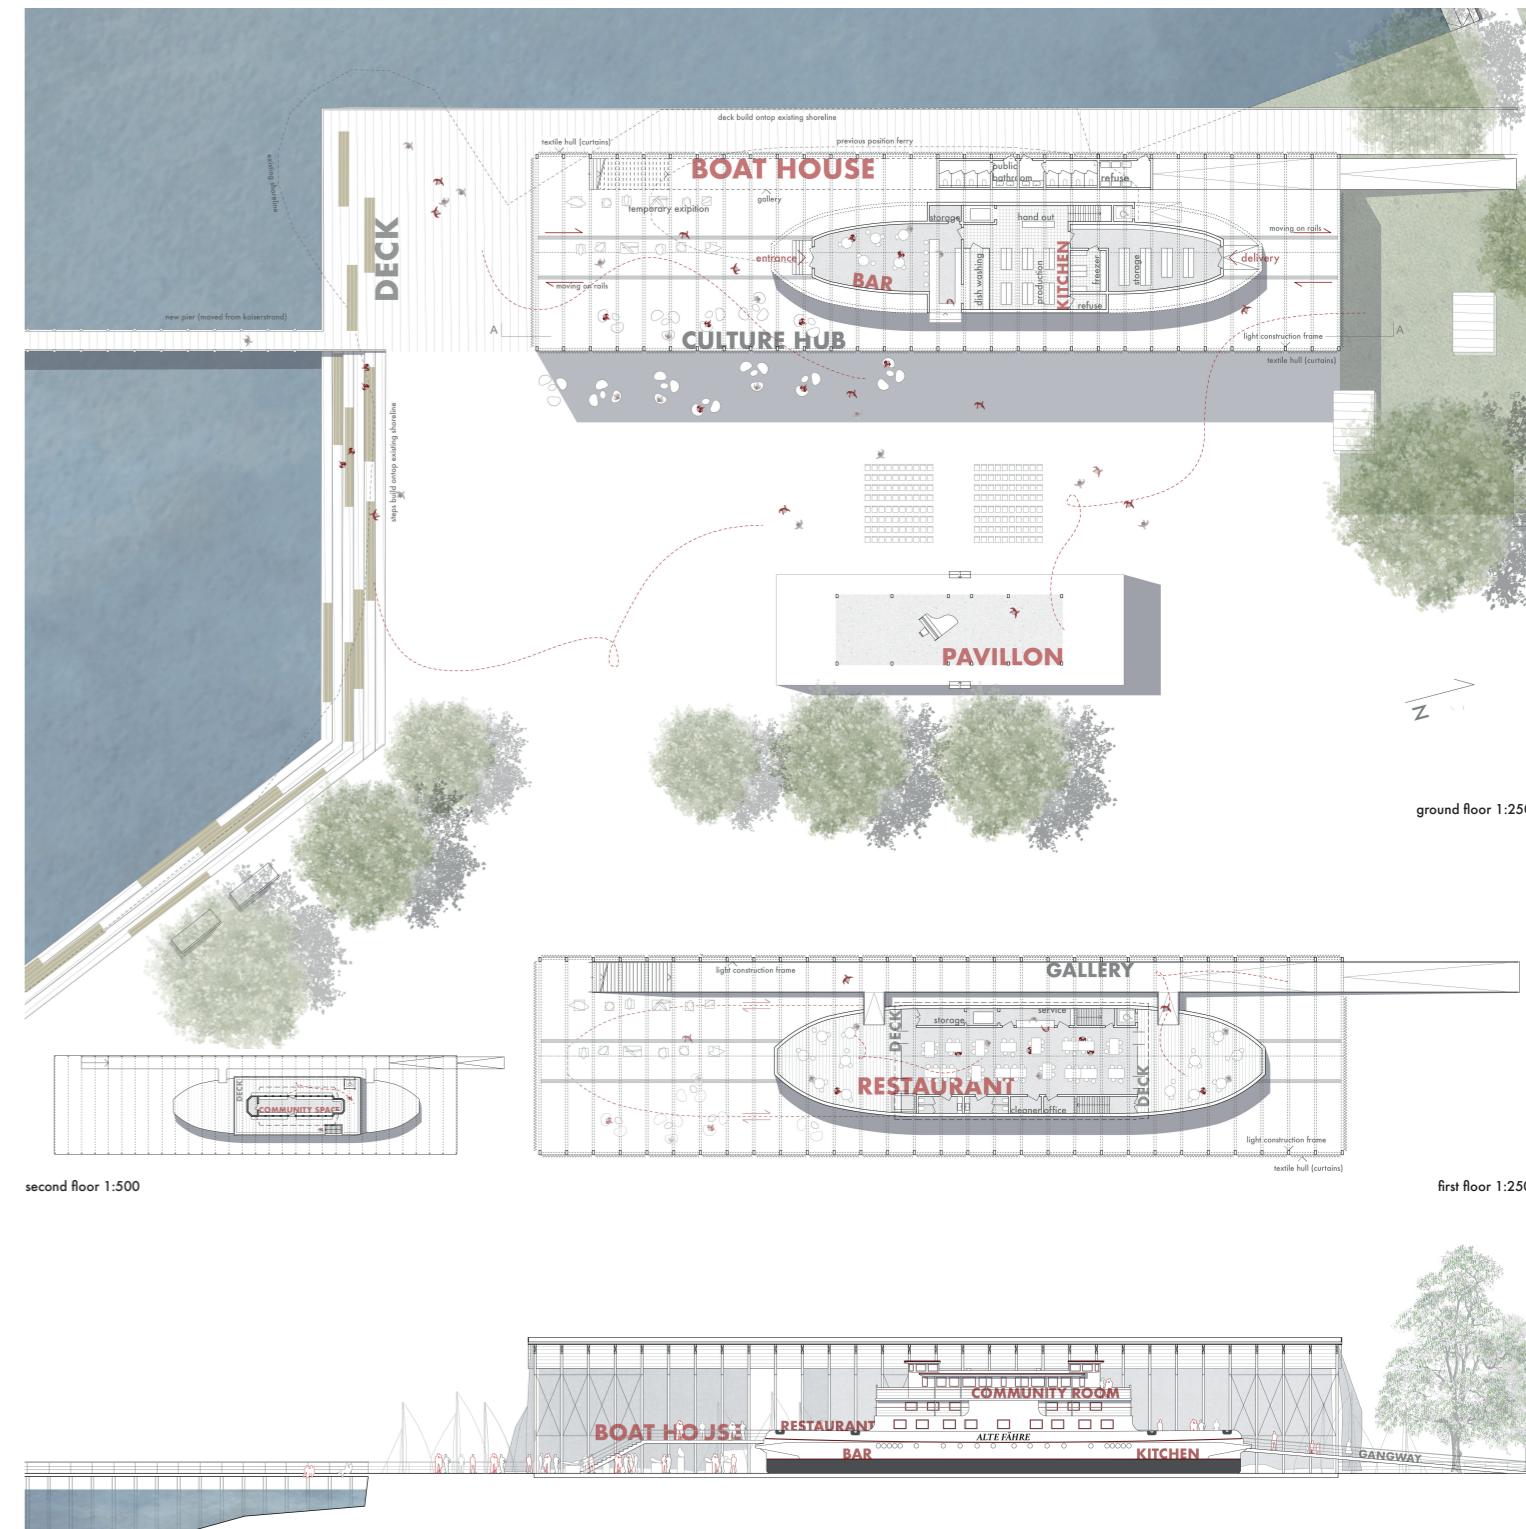 deck build ontop existing shoreline
textile hull (curtains)
previous position ferry
BOAT HOUSE
public
bathroom
refuse
existing shoreline
gallery
temporary exipition
storage
hand out
DECK
moving on rails
entrance
BAR
dish washing
production
KITCHEN
freezer
storage
delivery
moving on rails
refuse
new pier (moved from kaiserstrand)
A
CULTURE HUB
light construction frame
A
textile hull (curtains)
steps build ontop existing shoreline
PAVILLON
N
ground floor 1:250
light construction frame
GALLERY
storage
service
DECK
RESTAURANT
DECK
cleaner
office
DECK
COMMUNITY SPACE
light construction frame
textile hull (curtains)
second floor 1:500
first floor 1:250
COMMUNITY ROOM
BOAT HOUSE
RESTAURANT
ALTE FÄHRE
BAR
KITCHEN
GANGWAY